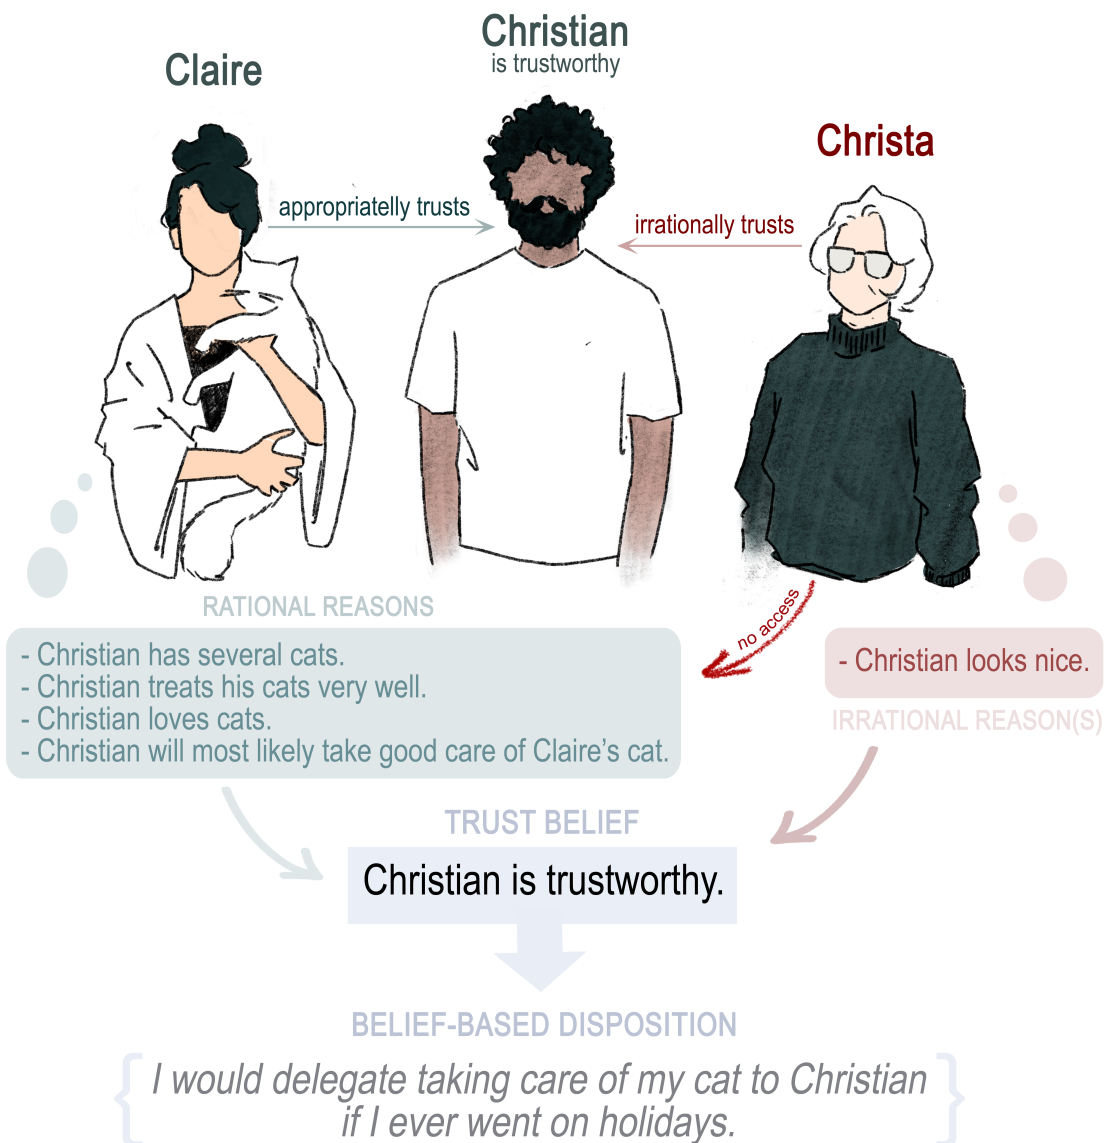 Christian
is trustworthy
Claire
Christa
appropriatelly trusts
irrationally trusts
no access
RATIONAL REASONS
- Christian has several cats.
- Christian treats his cats very well.
- Christian loves cats.
- Christian will most likely take good care of Claire’s cat.
- Christian looks nice.
IRRATIONAL REASON(S)
TRUST BELIEF
Christian is trustworthy.
BELIEF-BASED DISPOSITION
{ I would delegate taking care of my cat to Christian
if I ever went on holidays. }